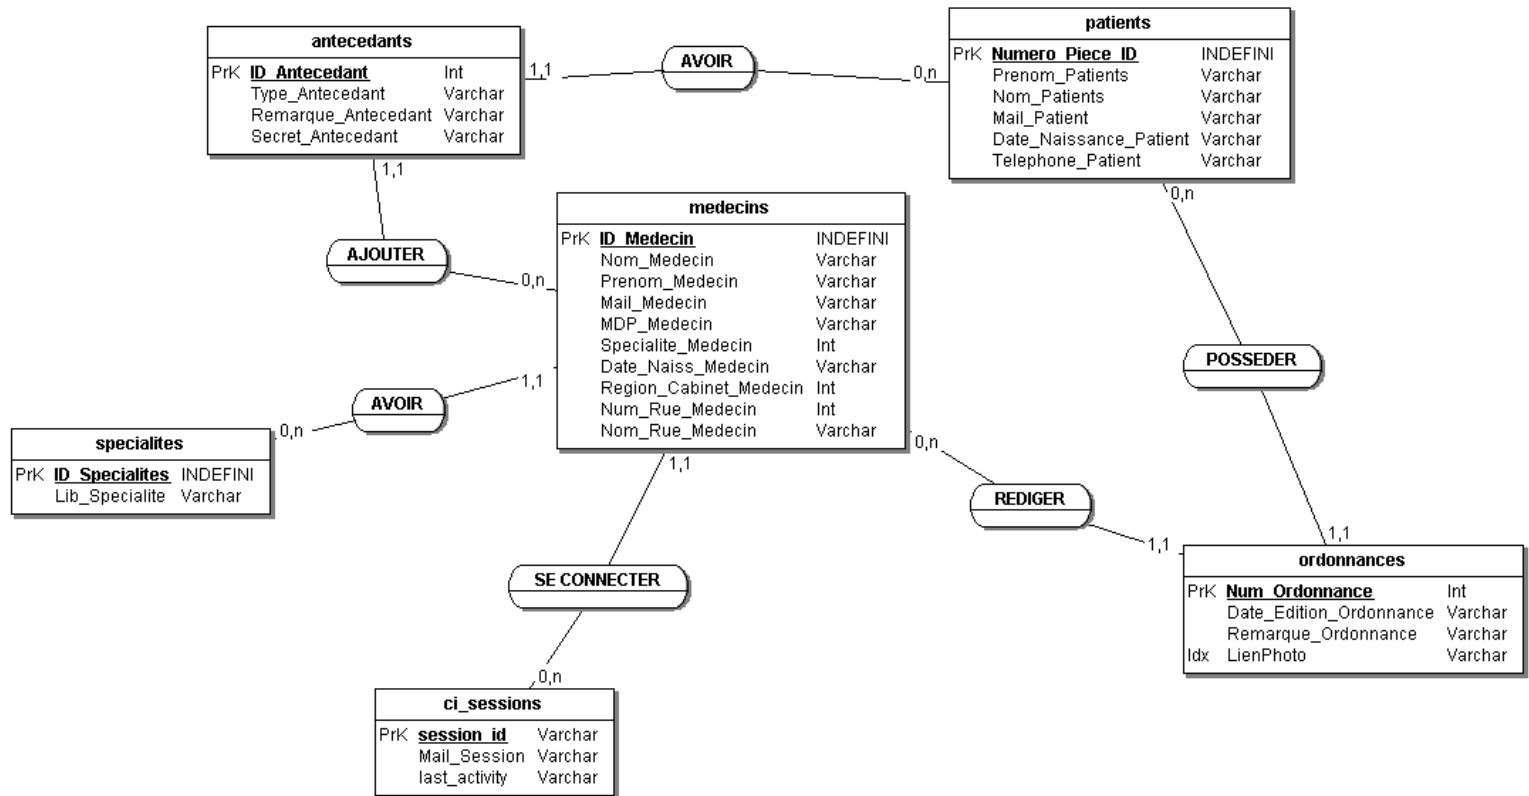 antecedants
PrK ID_Antecedant Int
Type_Antecedant Varchar
Remarque_Antecedant Varchar
Secret_Antecedant Varchar
1,1
AVOIR
0,n
patients
PrK Numero_Piece_ID INDEFINI
Prenom_Patients Varchar
Nom_Patients Varchar
Mail_Patient Varchar
Date_Naissance_Patient Varchar
Telephone_Patient Varchar
1,1
AJOUTER
0,n
medecins
PrK ID_Medecin INDEFINI
Nom_Medecin Varchar
Prenom_Medecin Varchar
Mail_Medecin Varchar
MDP_Medecin Varchar
Specialite_Medecin Int
Date_Naiss_Medecin Varchar
Region_Cabinet_Medecin Int
Num_Rue_Medecin Int
Nom_Rue_Medecin Varchar
0,n
POSSEDER
1,1
1,1
AVOIR
0,n
specialites
PrK ID_Specialites INDEFINI
Lib_Specialite Varchar
0,n
REDIGER
1,1
ordonnances
PrK Num_Ordonnance Int
Date_Edition_Ordonnance Varchar
Remarque_Ordonnance Varchar
Idx LienPhoto Varchar
1,1
SE CONNECTER
0,n
ci_sessions
PrK session_id Varchar
Mail_Session Varchar
last_activity Varchar